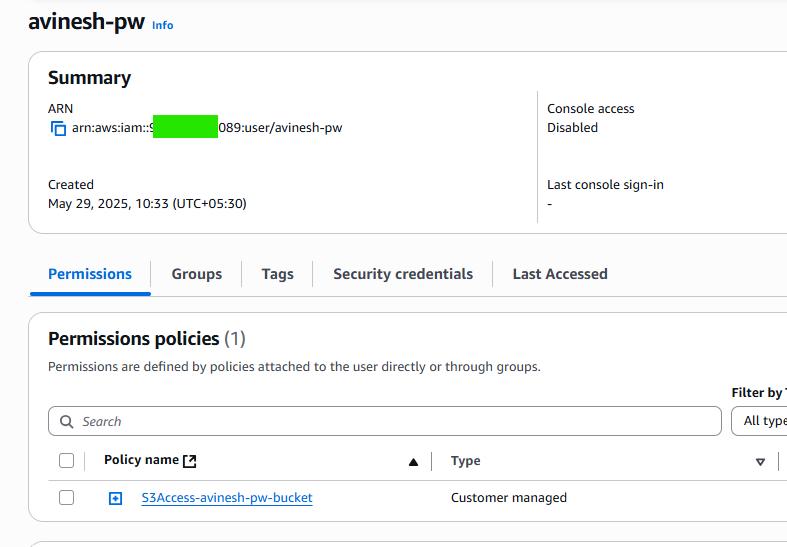 avinesh-pw Info
Summary
ARN
arn:aws:iam::9 089:user/avinesh-pw
Console access
Disabled
Created
May 29, 2025, 10:33 (UTC+05:30)
Last console sign-in
-
Permissions Groups Tags Security credentials Last Accessed
Permissions policies (1)
Permissions are defined by policies attached to the user directly or through groups.
Filter by
Search
All type
Policy name Type
S3Access-avinesh-pw-bucket Customer managed